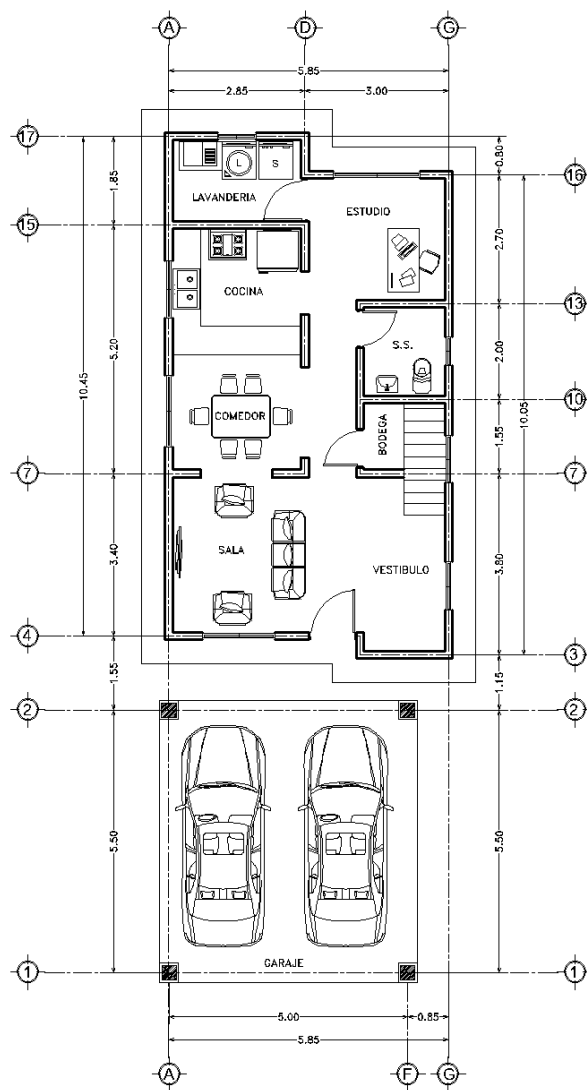 A D G
5.85
2.85 3.00
17
0.80
16
1.85
L S
LAVANDERIA
ESTUDIO
15
2.70
COCINA
13
5.20
10.45
S.S.
2.00
10
COMEDOR
BODEGA
1.55
10.05
7 7
SALA
3.40
VESTIBULO
3.80
4
3
1.55
1.15
2 2
5.50 5.50
GARAJE
1 1
5.00 0.85
5.85
A F G